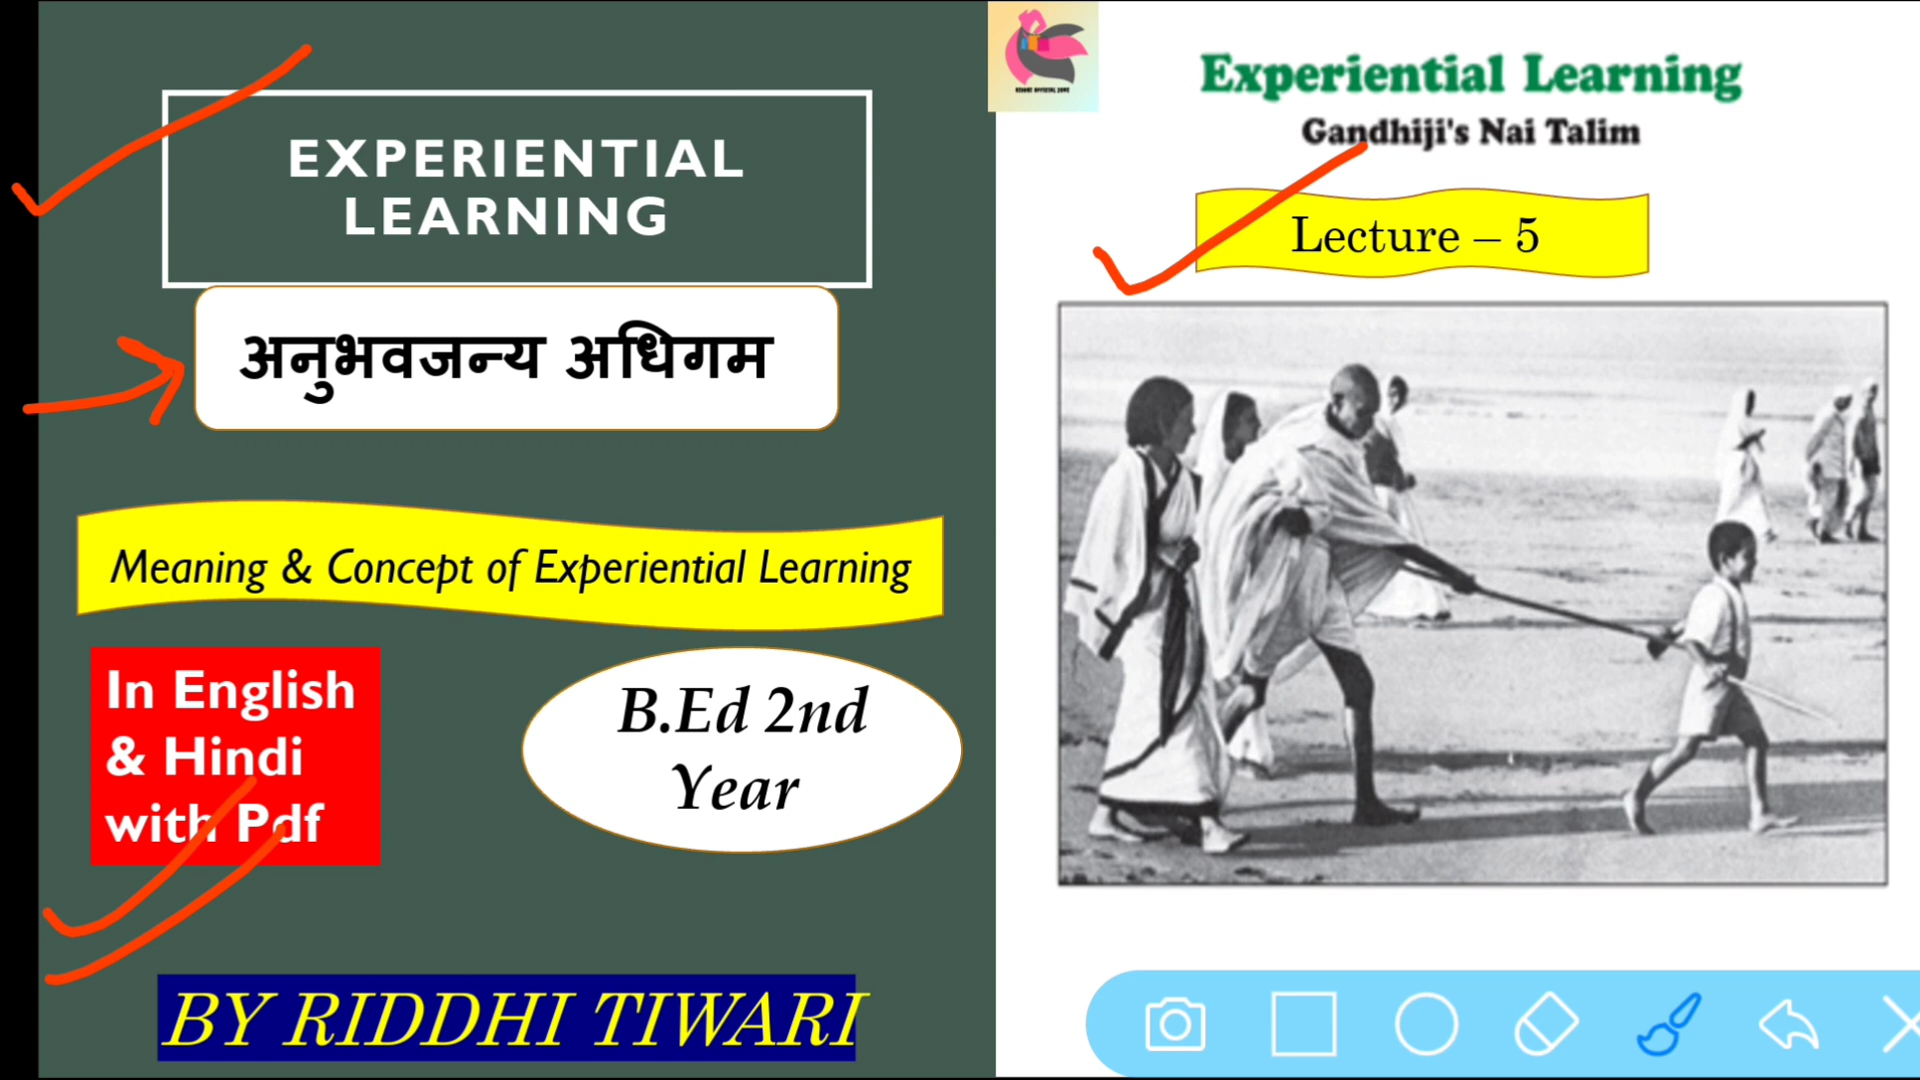 EXPERIENTIAL
LEARNING
अनुभवजन्य अधिगम
Meaning & Concept of Experiential Learning
In English
& Hindi
with Pdf
B.Ed 2nd
Year
BY RIDDHI TIWARI
Experiential Learning
Gandhiji's Nai Talim
Lecture – 5